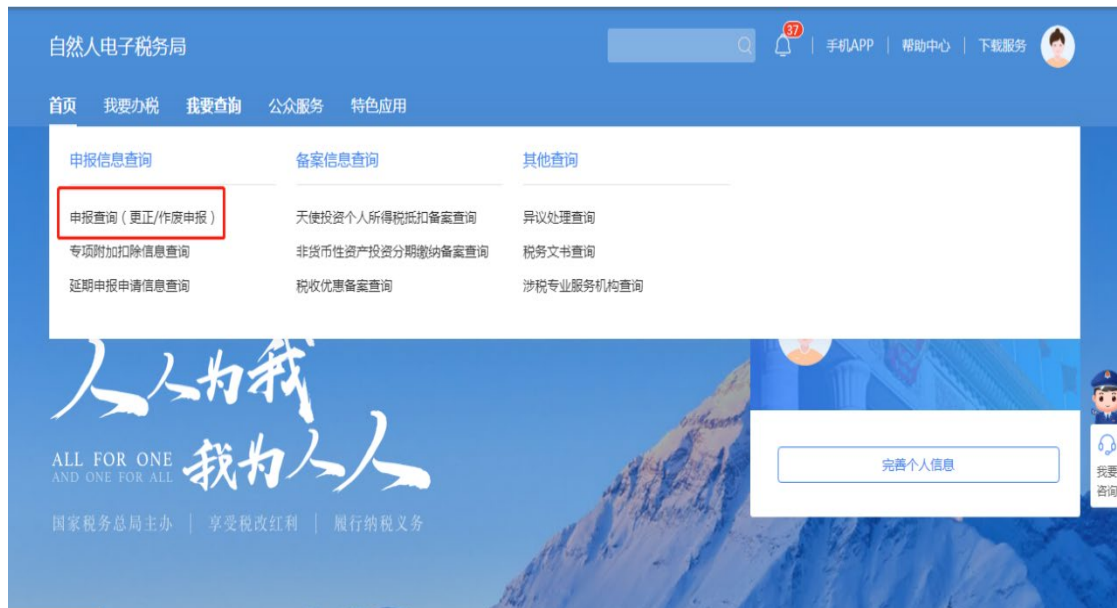 自然人电子税务局
37
手机APP | 帮助中心 | 下载服务
首页 我要办税 我要查询 公众服务 特色应用
申报信息查询 备案信息查询 其他查询
申报查询（更正/作废申报） 天使投资个人所得税抵扣备案查询 异议处理查询
专项附加扣除信息查询 非货币性资产投资分期缴纳备案查询 税务文书查询
延期申报申请信息查询 税收优惠备案查询 涉税专业服务机构查询
人人为我
ALL FOR ONE
AND ONE FOR ALL
我为人人
国家税务总局主办 | 享受税改红利 | 履行纳税义务
完善个人信息
我要
咨询